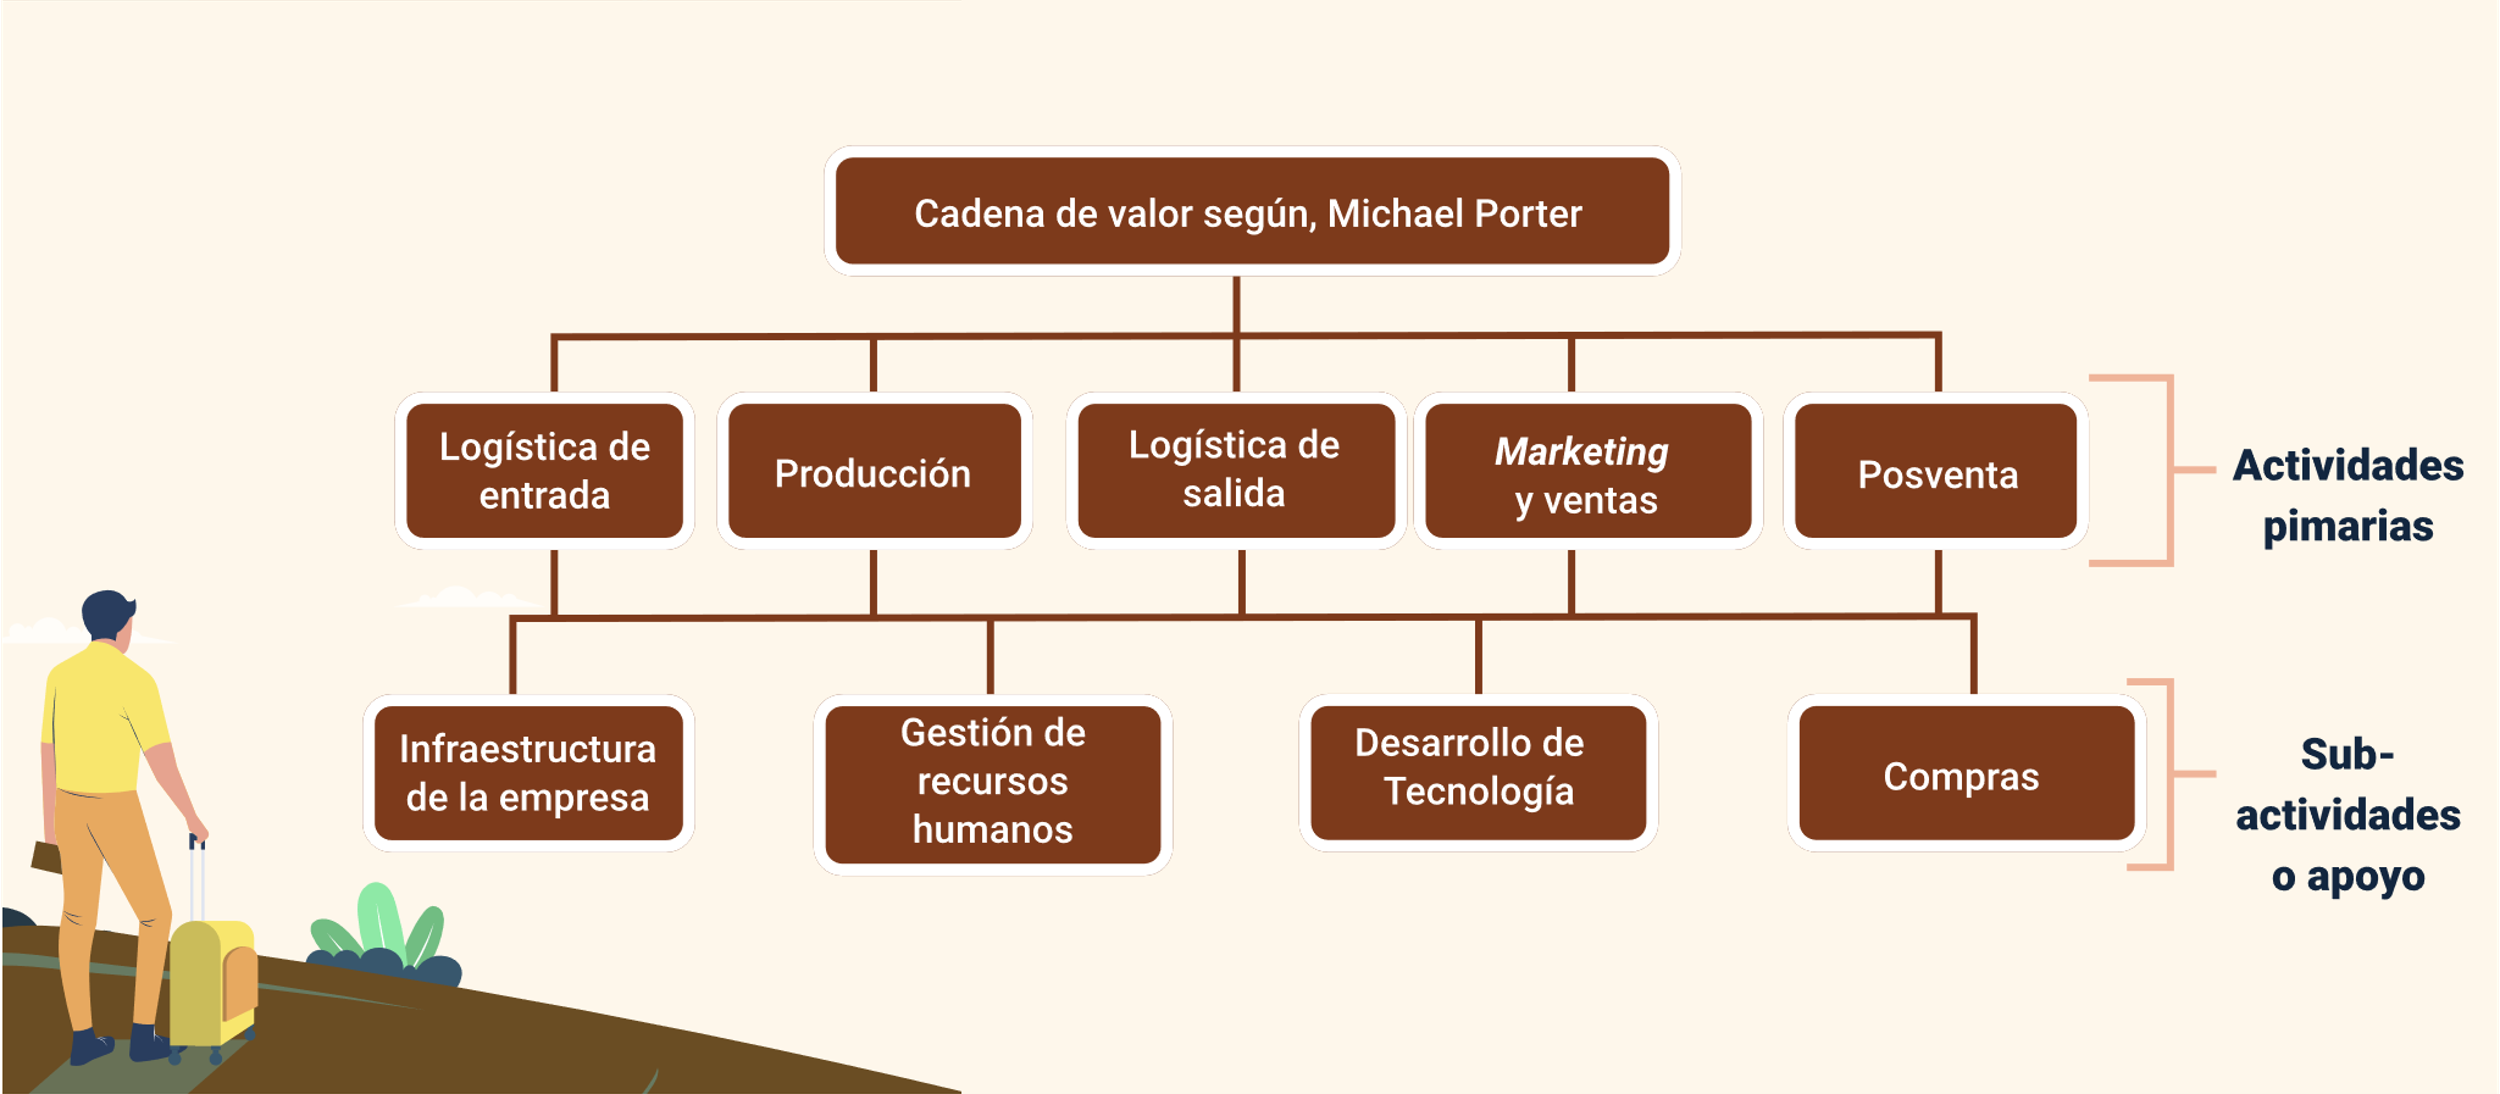 Cadena de valor según, Michael Porter
Logística de
entrada
Producción
Logística de
salida
Marketing
y ventas
Posventa
Actividades
pimarias
Infraestructura
de la empresa
Gestión de
recursos
humanos
Desarrollo de
Tecnología
Compras
Sub-
actividades
o apoyo